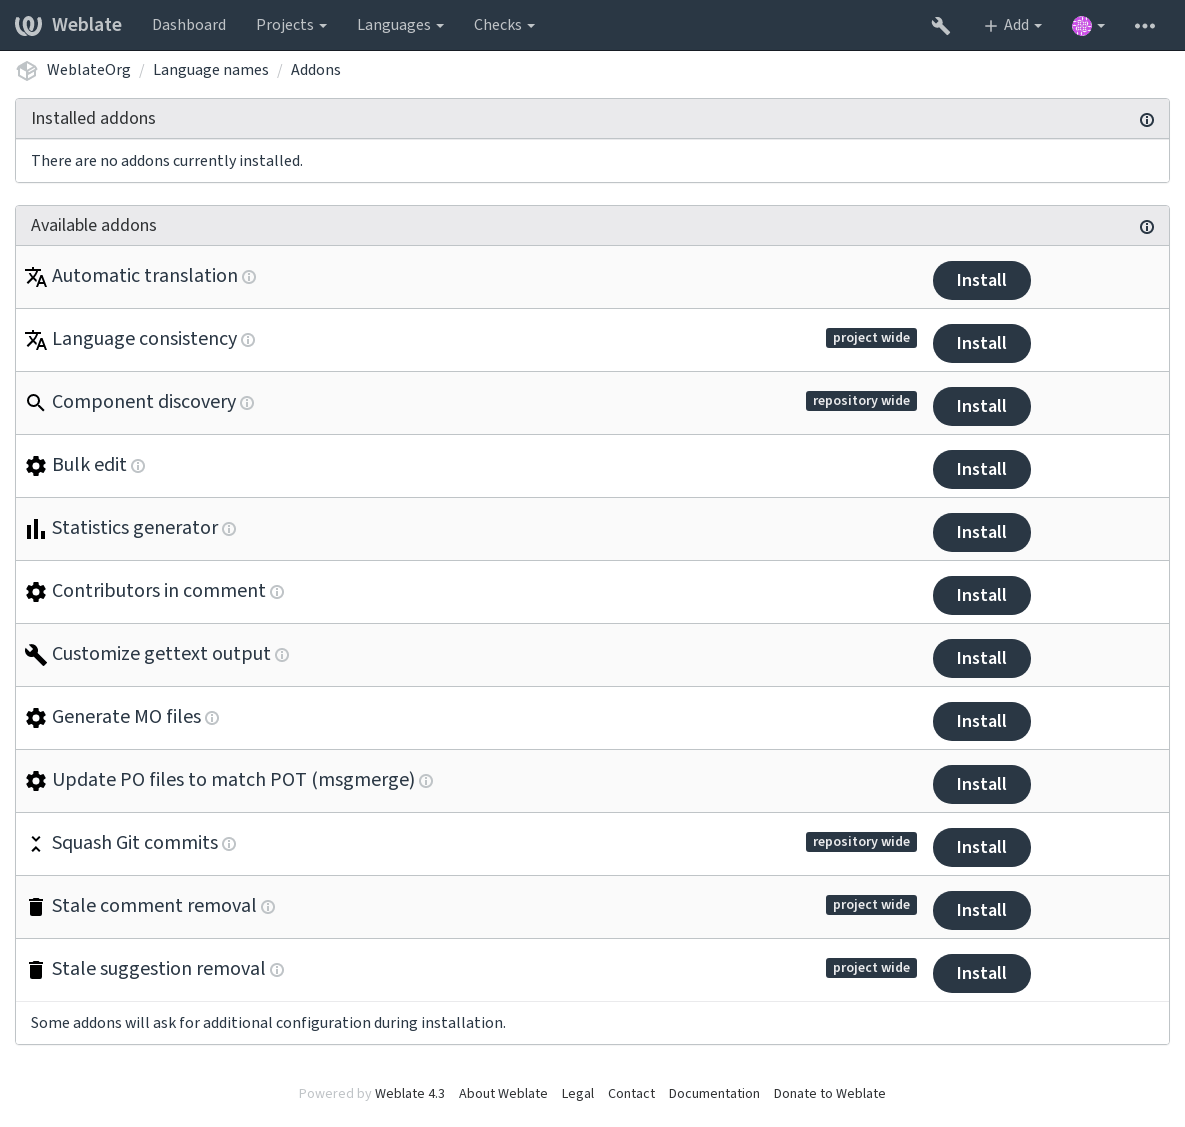 Weblate Dashboard Projects Languages Checks Add
WeblateOrg / Language names / Addons
Installed addons
There are no addons currently installed.
Available addons
Automatic translation Install
Language consistency project wide Install
Component discovery repository wide Install
Bulk edit Install
Statistics generator Install
Contributors in comment Install
Customize gettext output Install
Generate MO files Install
Update PO files to match POT (msgmerge) Install
Squash Git commits repository wide Install
Stale comment removal project wide Install
Stale suggestion removal project wide Install
Some addons will ask for additional configuration during installation.
Powered by Weblate 4.3 About Weblate Legal Contact Documentation Donate to Weblate